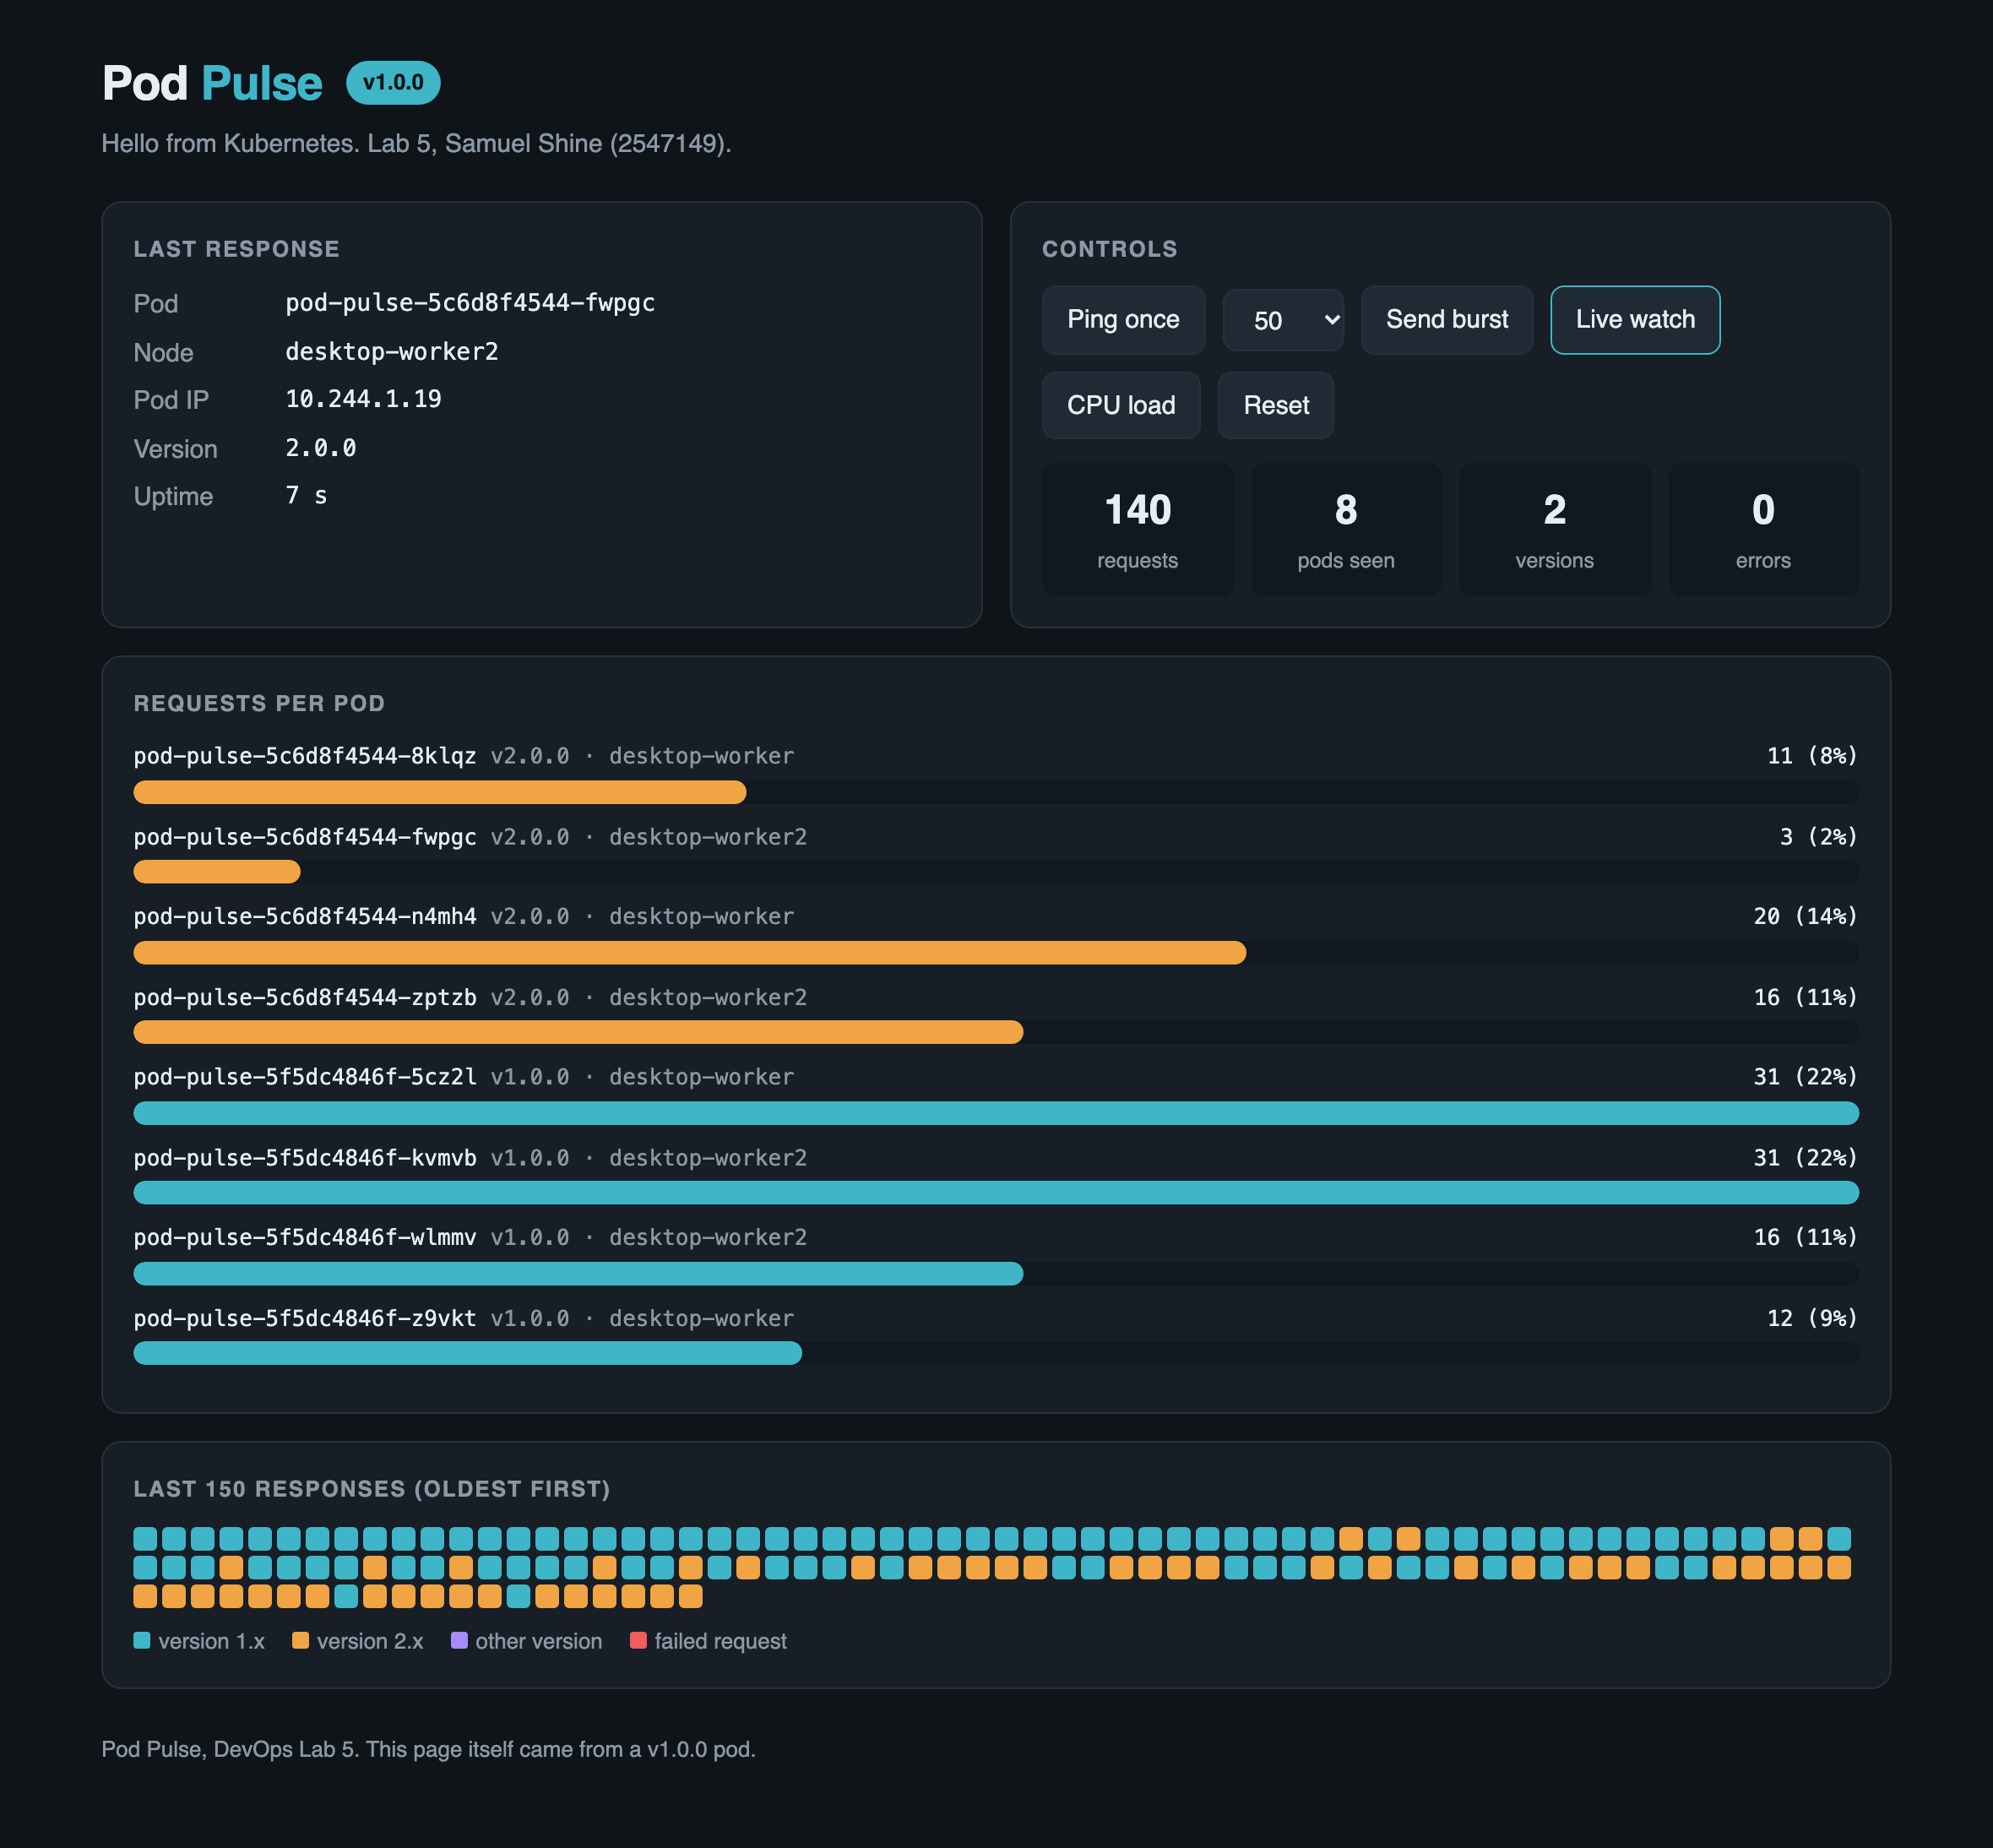 Pod Pulse v1.0.0
Hello from Kubernetes. Lab 5, Samuel Shine (2547149).
LAST RESPONSE
Pod pod-pulse-5c6d8f4544-fwpgc
Node desktop-worker2
Pod IP 10.244.1.19
Version 2.0.0
Uptime 7 s
CONTROLS
Ping once 50 Send burst Live watch
CPU load Reset
140 8 2 0
requests pods seen versions errors
REQUESTS PER POD
pod-pulse-5c6d8f4544-8klqz v2.0.0 · desktop-worker 11 (8%)
pod-pulse-5c6d8f4544-fwpgc v2.0.0 · desktop-worker2 3 (2%)
pod-pulse-5c6d8f4544-n4mh4 v2.0.0 · desktop-worker 20 (14%)
pod-pulse-5c6d8f4544-zptzb v2.0.0 · desktop-worker2 16 (11%)
pod-pulse-5f5dc4846f-5cz2l v1.0.0 · desktop-worker 31 (22%)
pod-pulse-5f5dc4846f-kvmvb v1.0.0 · desktop-worker2 31 (22%)
pod-pulse-5f5dc4846f-wlmmv v1.0.0 · desktop-worker2 16 (11%)
pod-pulse-5f5dc4846f-z9vkt v1.0.0 · desktop-worker 12 (9%)
LAST 150 RESPONSES (OLDEST FIRST)
version 1.x version 2.x other version failed request
Pod Pulse, DevOps Lab 5. This page itself came from a v1.0.0 pod.